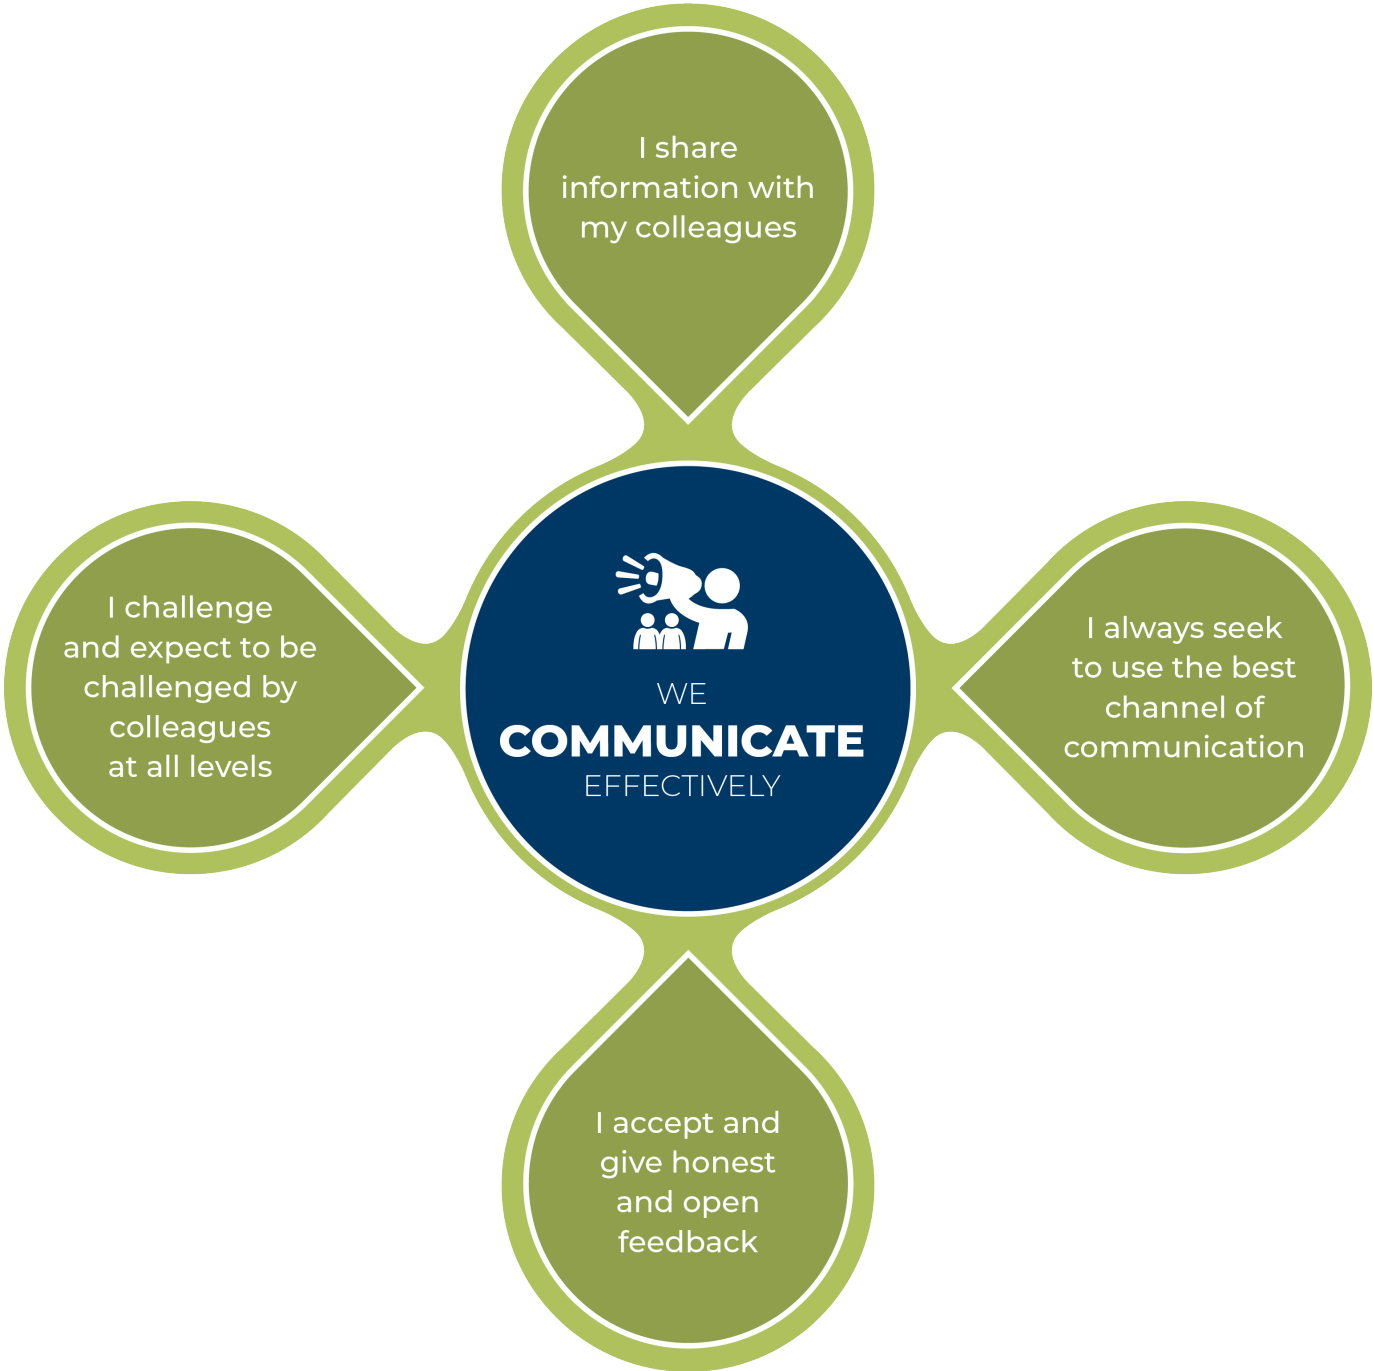 I share
information with
my colleagues
I challenge
and expect to be
challenged by
colleagues
at all levels
WE
COMMUNICATE
EFFECTIVELY
I always seek
to use the best
channel of
communication
I accept and
give honest
and open
feedback